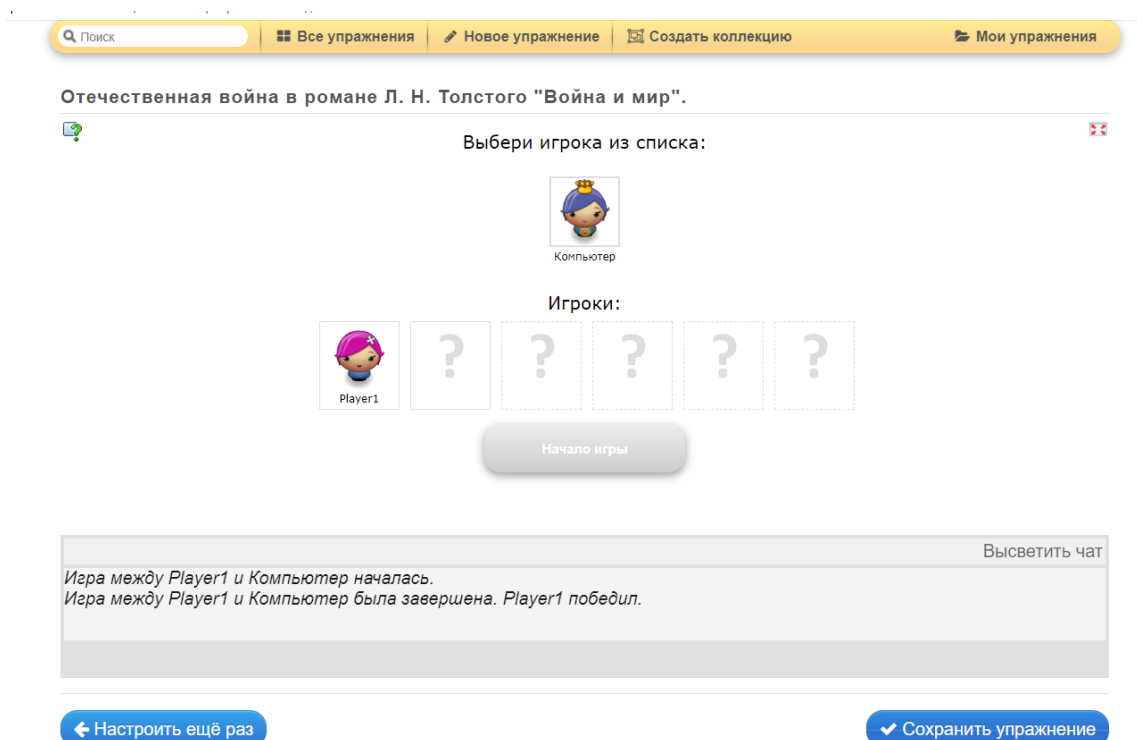 Поиск
Все упражнения
Новое упражнение
Создать коллекцию
Мои упражнения
Отечественная война в романе Л. Н. Толстого "Война и мир".
Выбери игрока из списка:
Компьютер
Игроки:
? ? ? ? ?
Player1
Начало игры
Высветить чат
Игра между Player1 и Компьютер началась.
Игра между Player1 и Компьютер была завершена. Player1 победил.
Настроить ещё раз
Сохранить упражнение